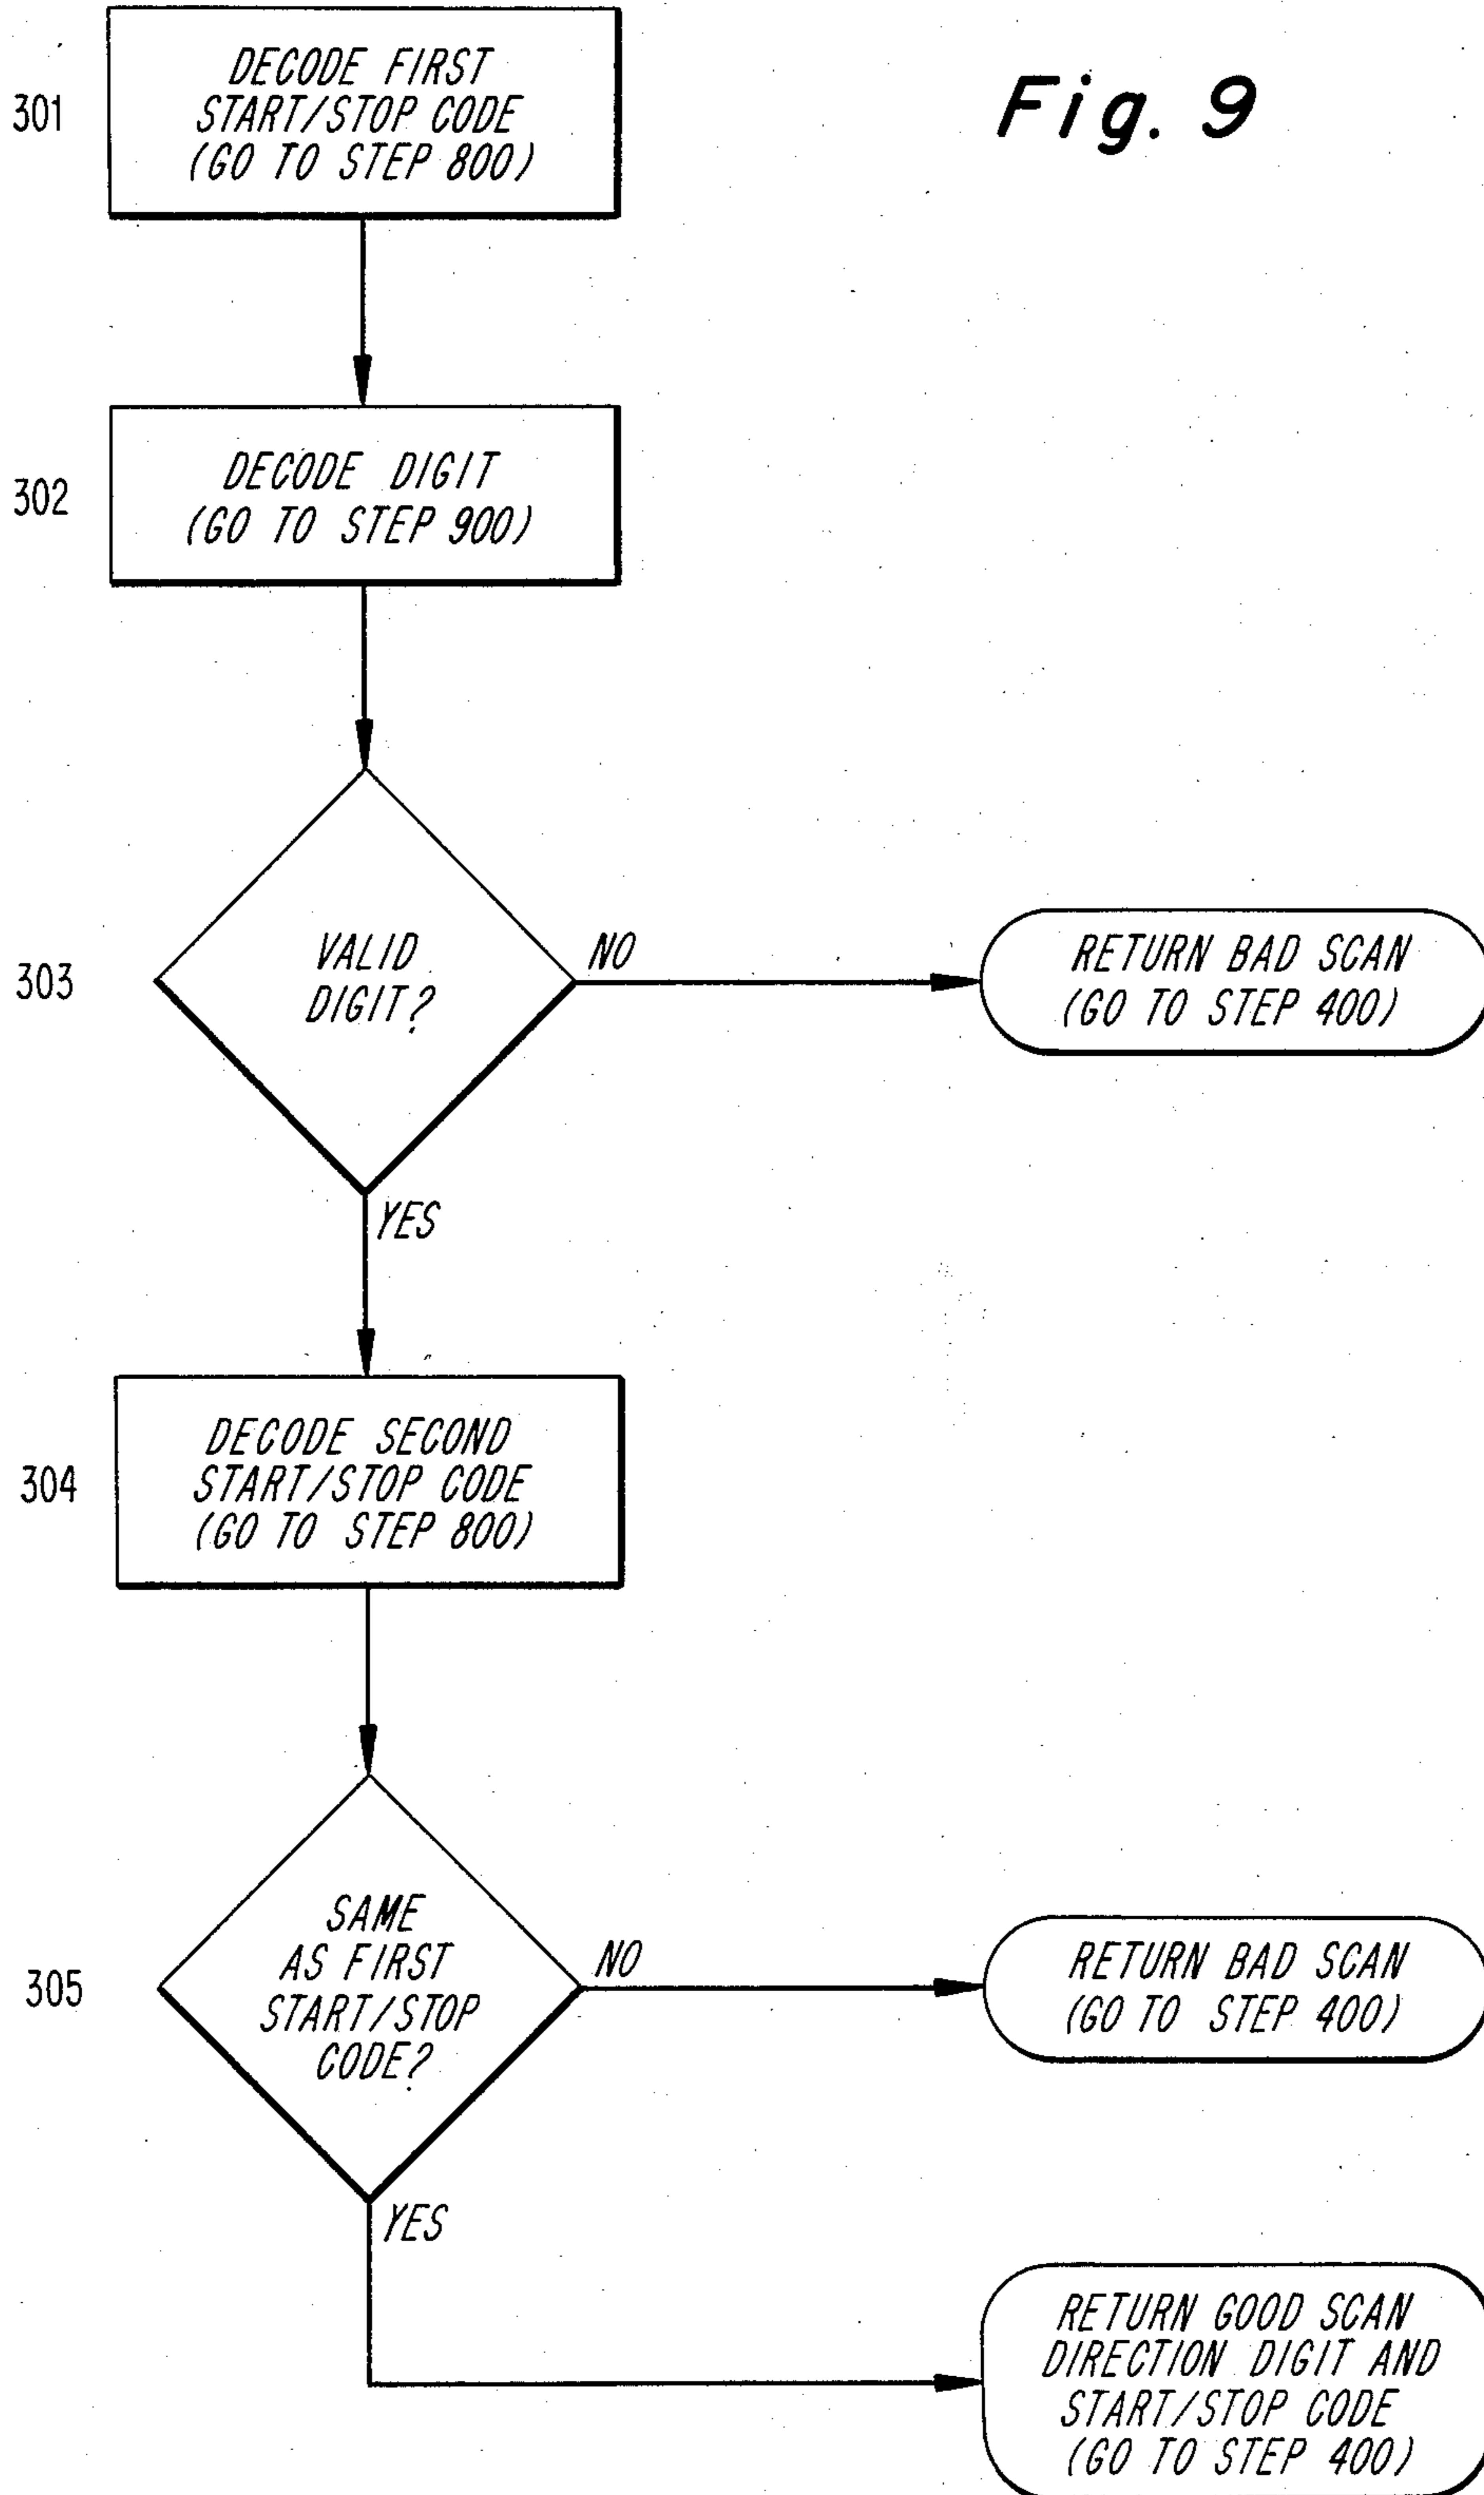 Fig. 9
301
DECODE FIRST
START/STOP CODE
(GO TO STEP 800)
302
DECODE DIGIT
(GO TO STEP 900)
303
VALID
DIGIT?
NO
RETURN BAD SCAN
(GO TO STEP 400)
YES
304
DECODE SECOND
START/STOP CODE
(GO TO STEP 800)
305
SAME
AS FIRST
START/STOP
CODE?
NO
RETURN BAD SCAN
(GO TO STEP 400)
YES
RETURN GOOD SCAN
DIRECTION DIGIT AND
START/STOP CODE
(GO TO STEP 400)